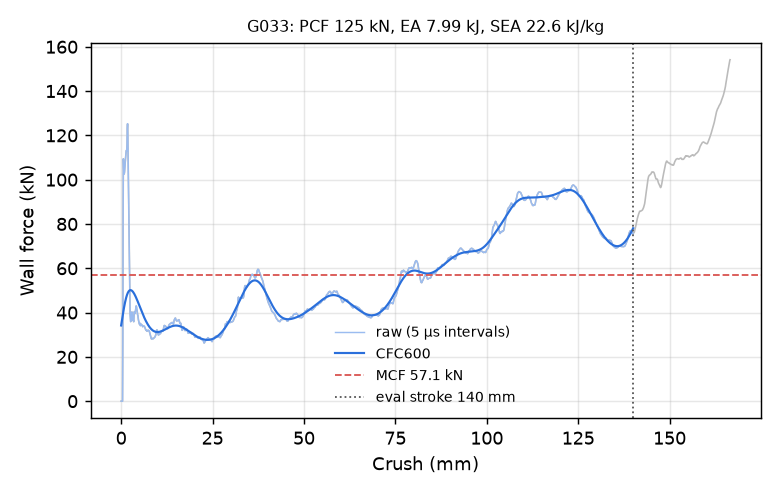 G033: PCF 125 kN, EA 7.99 kJ, SEA 22.6 kJ/kg
160
140
120
100
80
60
40
20
0
Wall force (kN)
raw (5 µs intervals)
CFC600
MCF 57.1 kN
eval stroke 140 mm
0 25 50 75 100 125 150
Crush (mm)